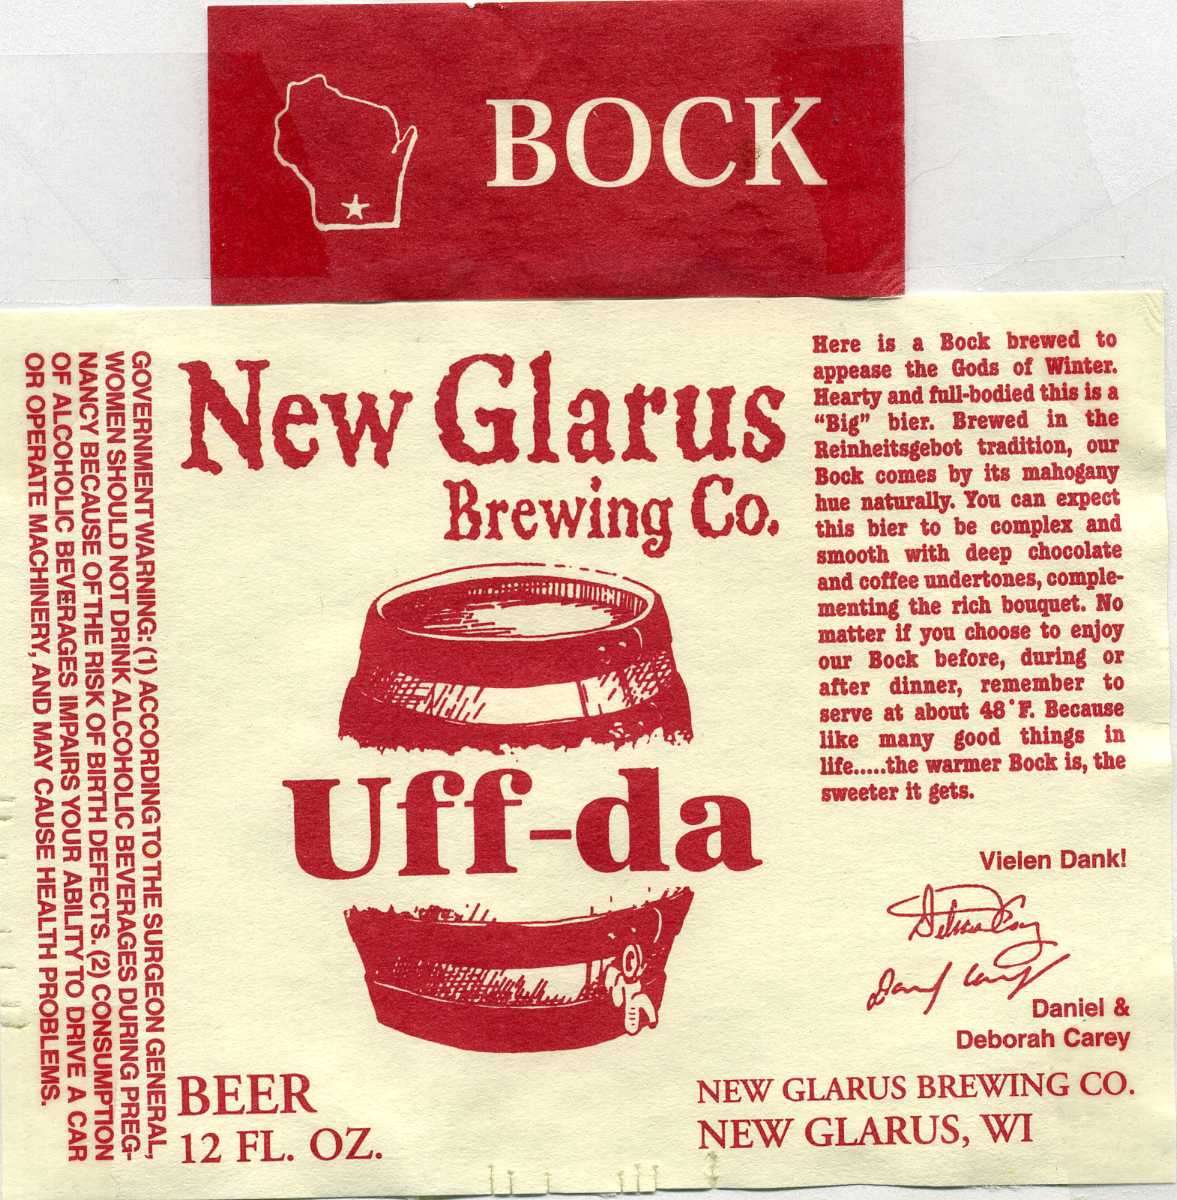 BOCK
New Glarus
Brewing Co.
Uff-da
BEER
12 FL. OZ.
GOVERNMENT WARNING: (1) ACCORDING TO THE SURGEON GENERAL,
WOMEN SHOULD NOT DRINK ALCOHOLIC BEVERAGES DURING PREG-
NANCY BECAUSE OF THE RISK OF BIRTH DEFECTS. (2) CONSUMPTION
OF ALCOHOLIC BEVERAGES IMPAIRS YOUR ABILITY TO DRIVE A CAR
OR OPERATE MACHINERY, AND MAY CAUSE HEALTH PROBLEMS.
Here is a Bock brewed to
appease the Gods of Winter.
Hearty and full-bodied this is a
“Big” bier. Brewed in the
Reinheitsgebot tradition, our
Bock comes by its mahogany
hue naturally. You can expect
this bier to be complex and
smooth with deep chocolate
and coffee undertones, comple-
menting the rich bouquet. No
matter if you choose to enjoy
our Bock before, during or
after dinner, remember to
serve at about 48°F. Because
like many good things in
life.....the warmer Bock is, the
sweeter it gets.
Vielen Dank!
Daniel &
Deborah Carey
NEW GLARUS BREWING CO.
NEW GLARUS, WI